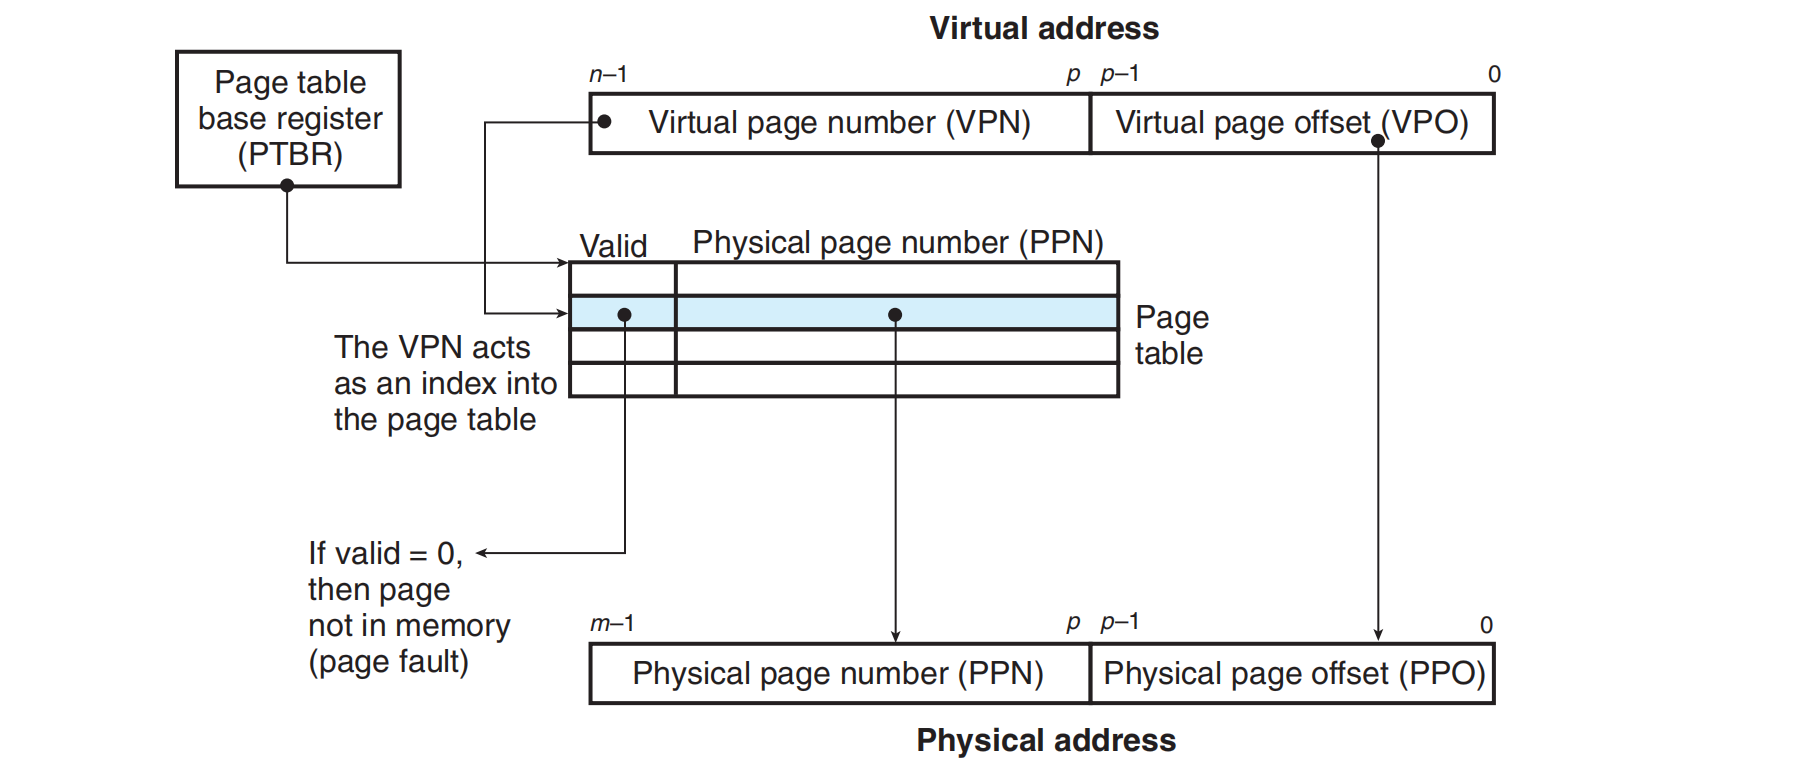 Virtual address
Page table
base register
(PTBR)
n–1
p
p–1
0
Virtual page number (VPN)
Virtual page offset (VPO)
Valid
Physical page number (PPN)
Page
table
The VPN acts
as an index into
the page table
If valid = 0,
then page
not in memory
(page fault)
m–1
p
p–1
0
Physical page number (PPN)
Physical page offset (PPO)
Physical address